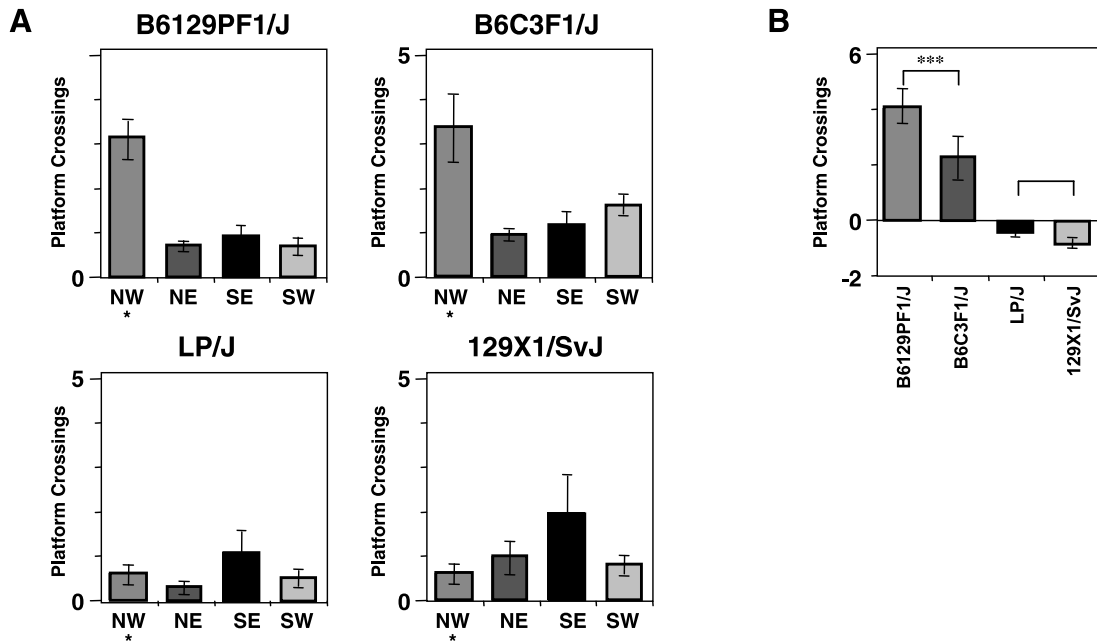 A
B6129PF1/J
Platform Crossings
0
NW
NE
SE
SW
*
B6C3F1/J
Platform Crossings
5
0
NW
NE
SE
SW
*
LP/J
Platform Crossings
5
0
NW
NE
SE
SW
*
129X1/SvJ
Platform Crossings
5
0
NW
NE
SE
SW
*
B
Platform Crossings
6
0
-2
***
B6129PF1/J
B6C3F1/J
LP/J
129X1/SvJ